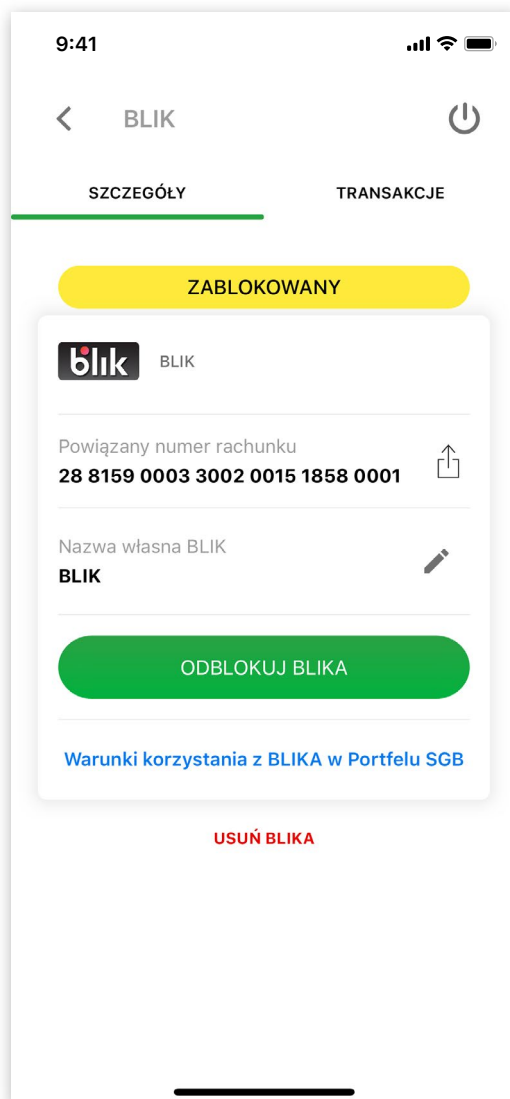 9:41
BLIK
SZCZEGÓŁY TRANSAKCJE
ZABLOKOWANY
blik BLIK
Powiązany numer rachunku
28 8159 0003 3002 0015 1858 0001
Nazwa własna BLIK
BLIK
ODBLOKUJ BLIKA
Warunki korzystania z BLIKA w Portfelu SGB
USUŃ BLIKA